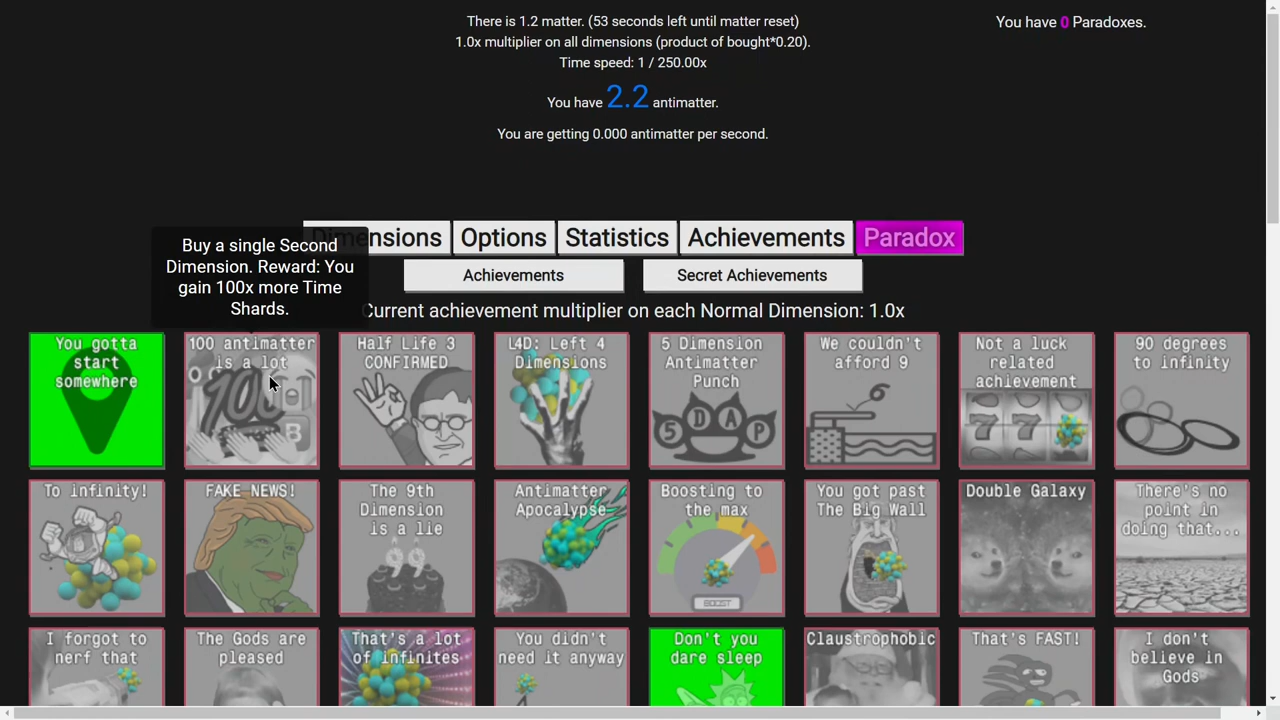 There is 1.2 matter. (53 seconds left until matter reset)
You have 0 Paradoxes.
1.0x multiplier on all dimensions (product of bought*0.20).
Time speed: 1 / 250.00x
You have 2.2 antimatter.
You are getting 0.000 antimatter per second.
Dimensions Options Statistics Achievements Paradox
Buy a single Second
Dimension. Reward: You
gain 100x more Time
Shards.
Achievements Secret Achievements
Current achievement multiplier on each Normal Dimension: 1.0x
You gotta
start
somewhere
100 antimatter
is a lot
100
B
Half Life 3
CONFIRMED
L4D: Left 4
Dimensions
5 Dimension
Antimatter
Punch
5 D A P
We couldn't
afford 9
6
Not a luck
related
achievement
7 7
90 degrees
to infinity
To infinity!
FAKE NEWS!
The 9th
Dimension
is a lie
99
Antimatter
Apocalypse
Boosting to
the max
BOOST
You got past
The Big Wall
Double Galaxy
There's no
point in
doing that...
I forgot to
nerf that
The Gods are
pleased
That's a lot
of infinites
You didn't
need it anyway
Don't you
dare sleep
Claustrophobic
That's FAST!
I don't
believe in
Gods